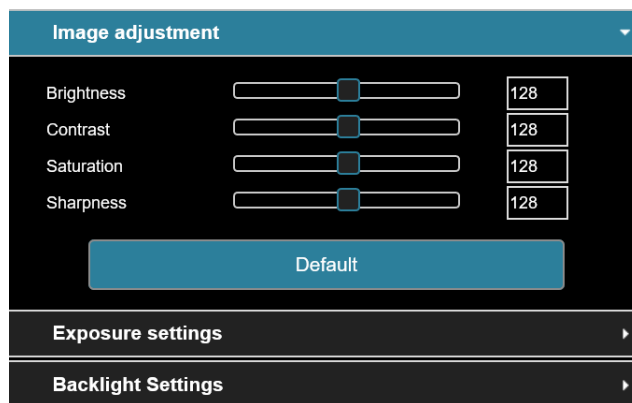 Image adjustment
Brightness 128
Contrast 128
Saturation 128
Sharpness 128
Default
Exposure settings
Backlight Settings